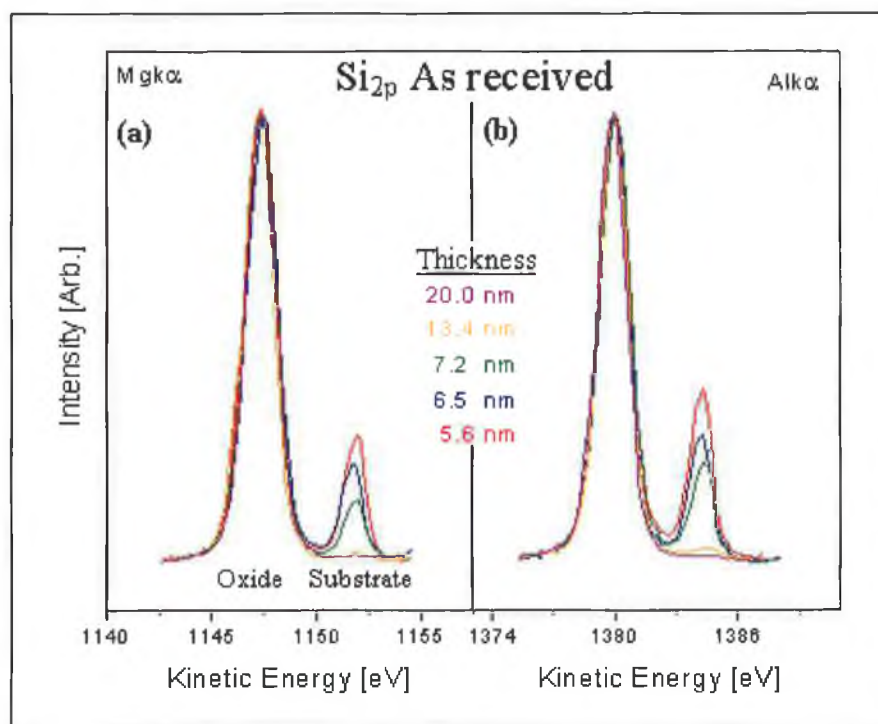 Mgkα
Si2p As received
Alkα
(a)
(b)
Intensity [Arb.]
Thickness
20.0 nm
13.4 nm
7.2 nm
6.5 nm
5.6 nm
Oxide
Substrate
1140
1145
1150
1155
1374
1380
1386
Kinetic Energy [eV]
Kinetic Energy [eV]